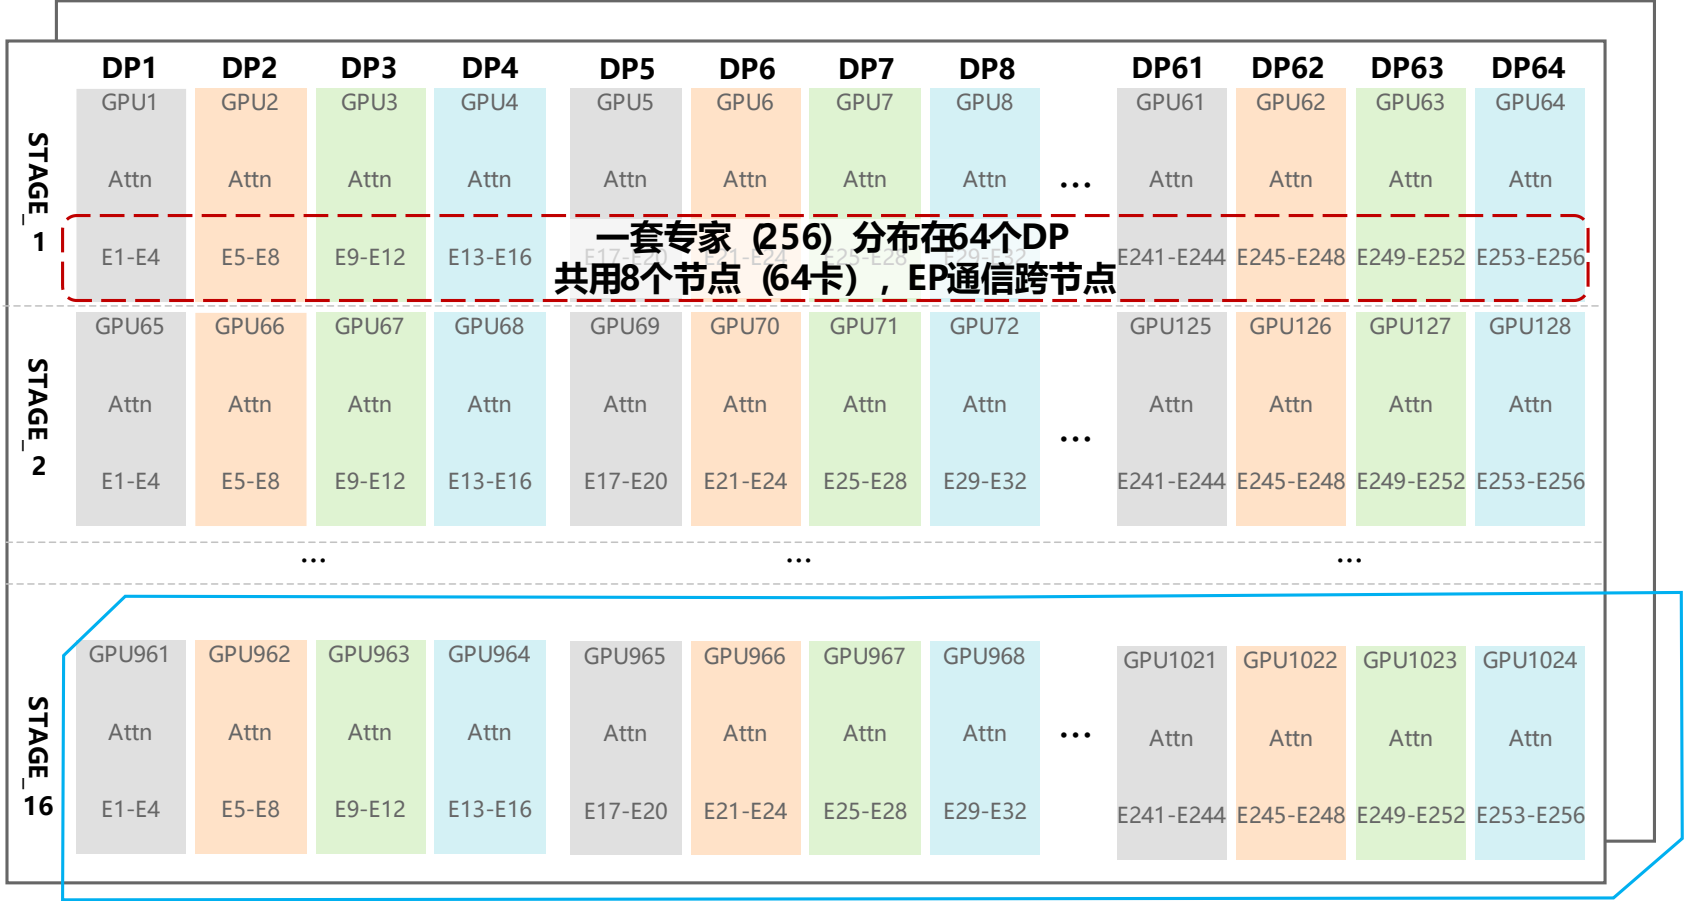 DP1 DP2 DP3 DP4 DP5 DP6 DP7 DP8 DP61 DP62 DP63 DP64
STAGE_1
GPU1 GPU2 GPU3 GPU4 GPU5 GPU6 GPU7 GPU8 GPU61 GPU62 GPU63 GPU64
Attn Attn Attn Attn Attn Attn Attn Attn ... Attn Attn Attn Attn
E1-E4 E5-E8 E9-E12 E13-E16 E17-E20 E21-E24 E25-E28 E29-E32 E241-E244 E245-E248 E249-E252 E253-E256
一套专家（256）分布在64个DP
共用8个节点（64卡），EP通信跨节点
STAGE_2
GPU65 GPU66 GPU67 GPU68 GPU69 GPU70 GPU71 GPU72 GPU125 GPU126 GPU127 GPU128
Attn Attn Attn Attn Attn Attn Attn Attn ... Attn Attn Attn Attn
E1-E4 E5-E8 E9-E12 E13-E16 E17-E20 E21-E24 E25-E28 E29-E32 E241-E244 E245-E248 E249-E252 E253-E256
... ... ...
STAGE_16
GPU961 GPU962 GPU963 GPU964 GPU965 GPU966 GPU967 GPU968 GPU1021 GPU1022 GPU1023 GPU1024
Attn Attn Attn Attn Attn Attn Attn Attn ... Attn Attn Attn Attn
E1-E4 E5-E8 E9-E12 E13-E16 E17-E20 E21-E24 E25-E28 E29-E32 E241-E244 E245-E248 E249-E252 E253-E256